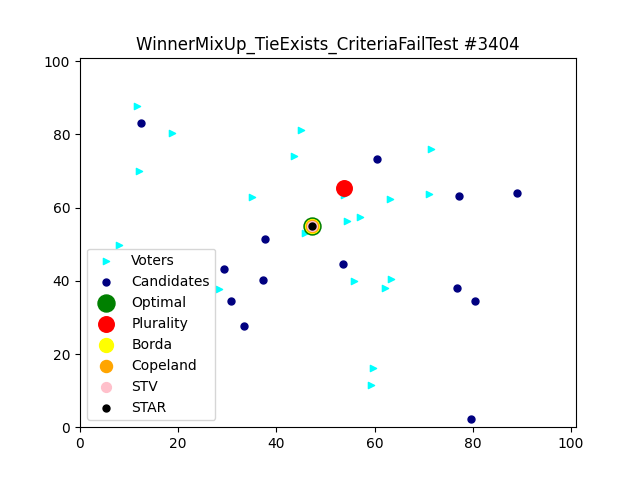 WinnerMixUp_TieExists_CriteriaFailTest #3404
100
80
60
40
20
0
Voters
Candidates
Optimal
Plurality
Borda
Copeland
STV
STAR
0 20 40 60 80 100